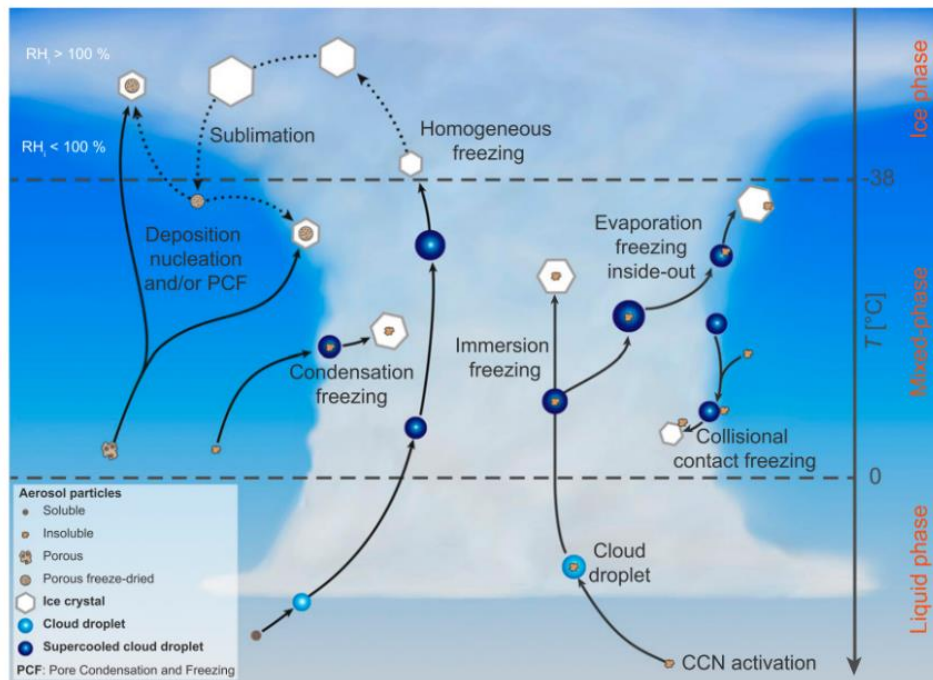 RHi > 100 %
RHi < 100 %
Sublimation
Homogeneous
freezing
Deposition
nucleation
and/or PCF
Condensation
freezing
Evaporation
freezing
inside-out
Immersion
freezing
Collisional
contact freezing
Cloud
droplet
CCN activation
-38
0
T [°C]
Ice phase
Mixed-phase
Liquid phase
Aerosol particles
Soluble
Insoluble
Porous
Porous freeze-dried
Ice crystal
Cloud droplet
Supercooled cloud droplet
PCF: Pore Condensation and Freezing